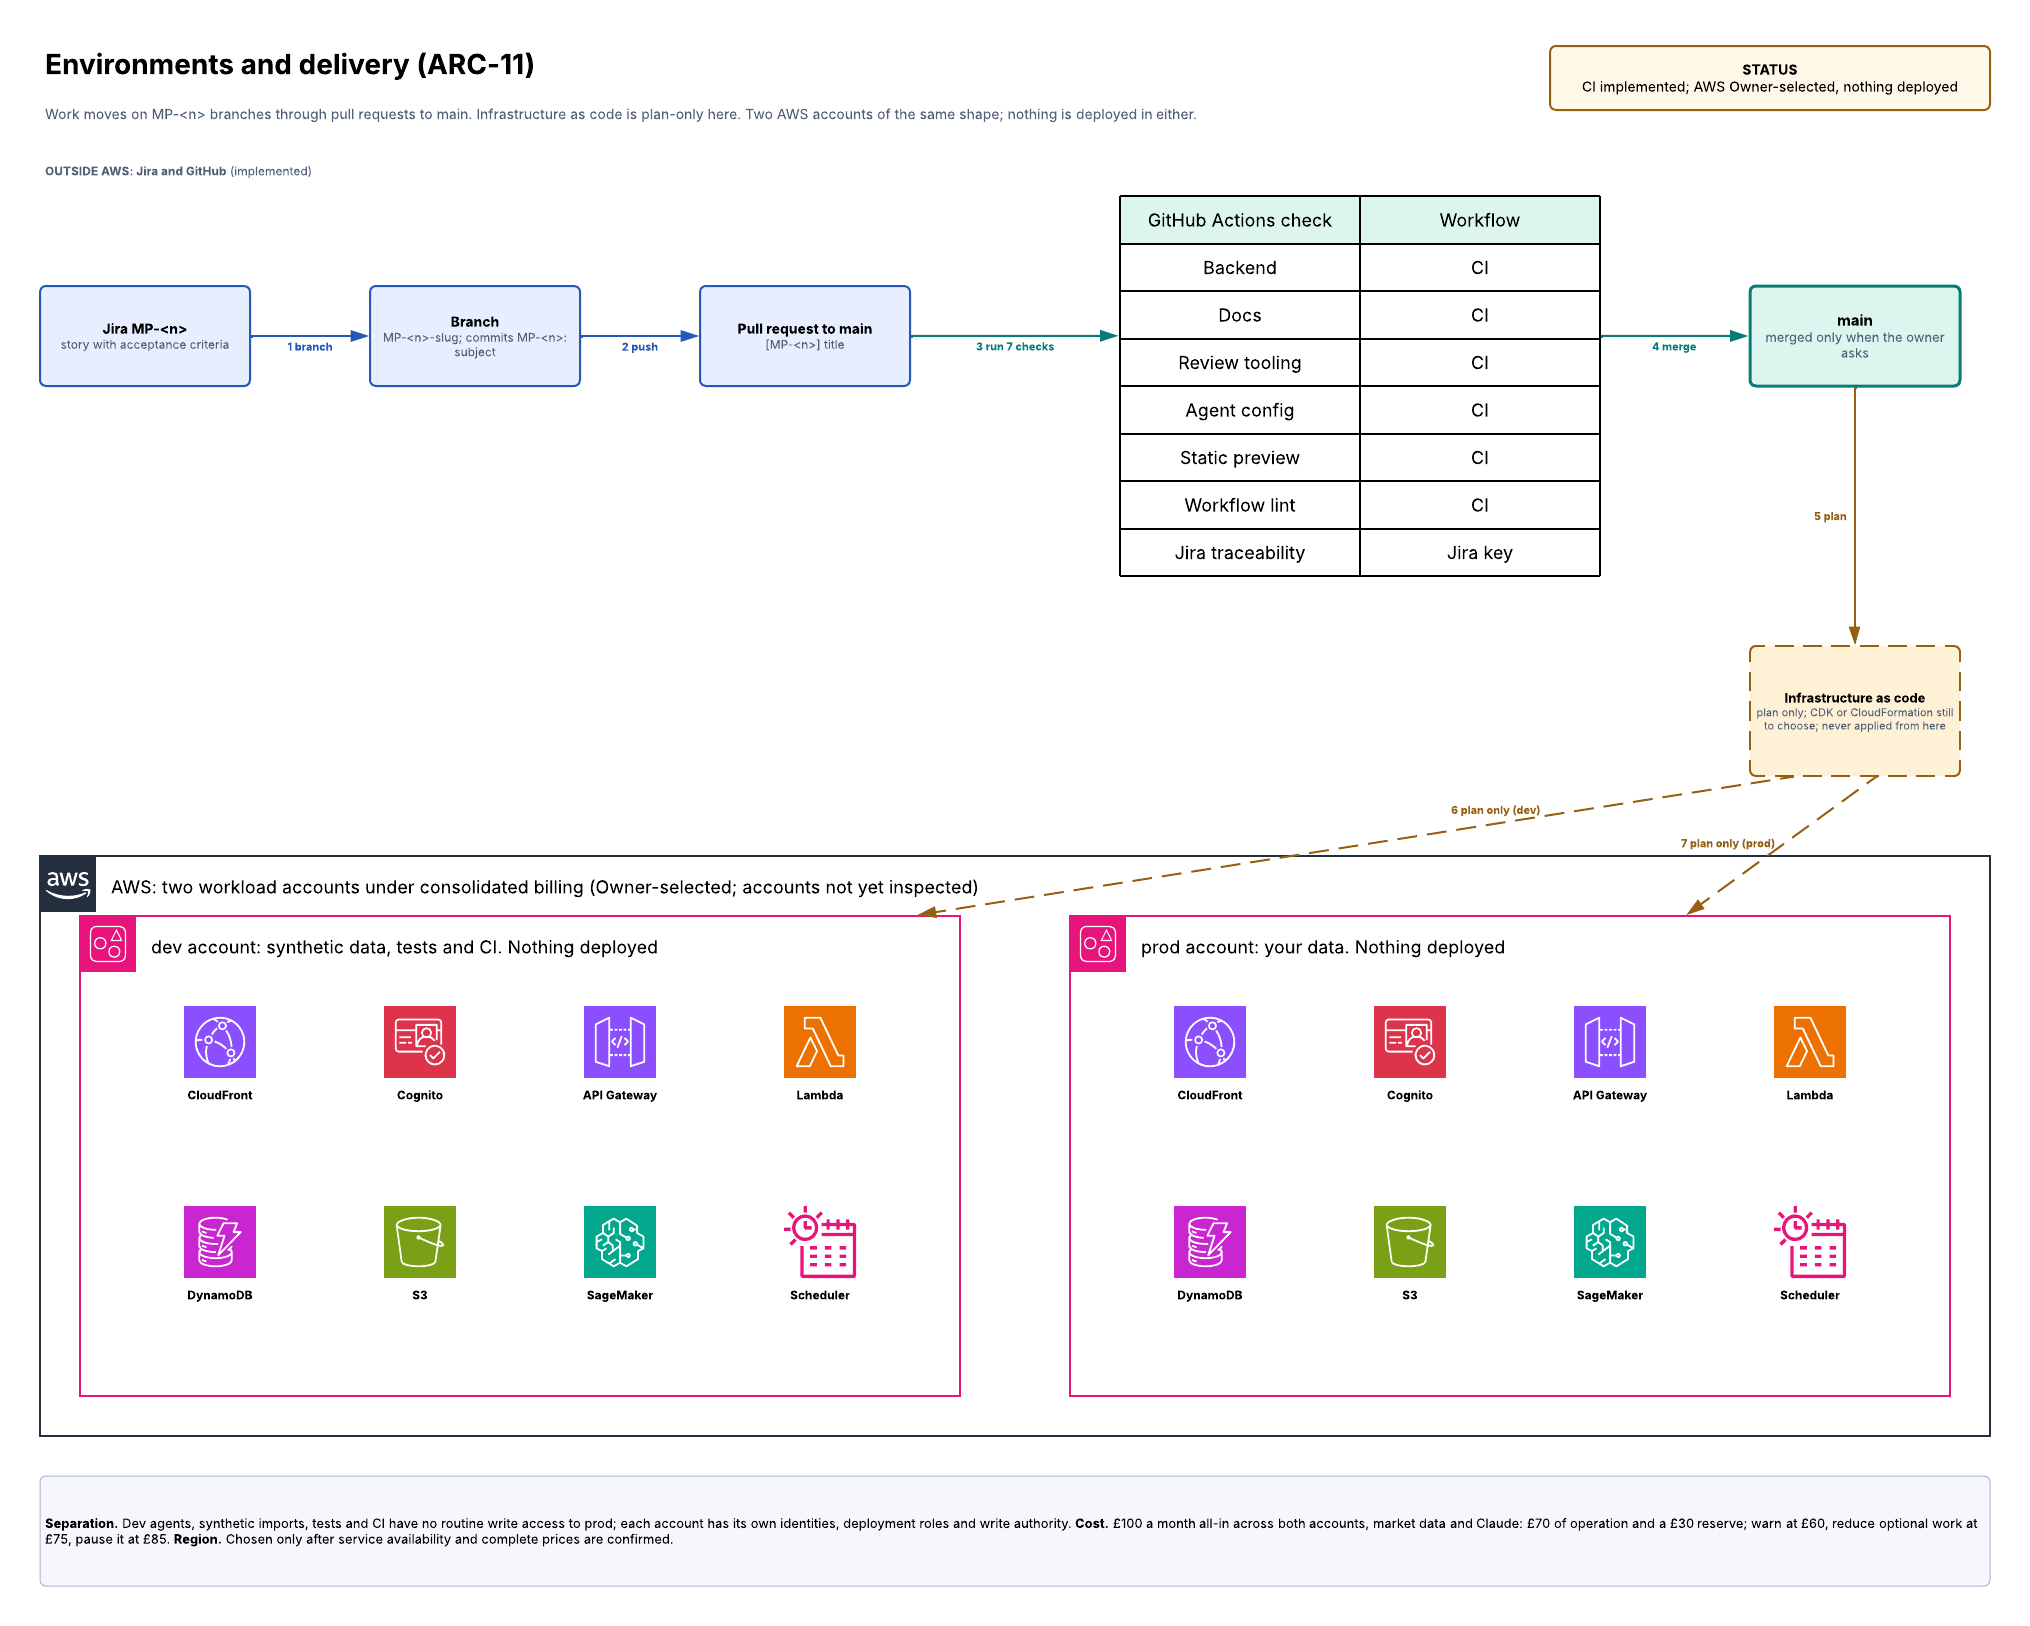 Environments and delivery (ARC-11)
STATUS
CI implemented; AWS Owner-selected, nothing deployed
Work moves on MP-<n> branches through pull requests to main. Infrastructure as code is plan-only here. Two AWS accounts of the same shape; nothing is deployed in either.
OUTSIDE AWS: Jira and GitHub (implemented)
Jira MP-<n>
story with acceptance criteria
1 branch
Branch
MP-<n>-slug; commits MP-<n>:
subject
2 push
Pull request to main
[MP-<n>] title
3 run 7 checks
GitHub Actions check Workflow
Backend CI
Docs CI
Review tooling CI
Agent config CI
Static preview CI
Workflow lint CI
Jira traceability Jira key
4 merge
main
merged only when the owner
asks
5 plan
Infrastructure as code
plan only; CDK or CloudFormation still
to choose; never applied from here
6 plan only (dev)
7 plan only (prod)
aws
AWS: two workload accounts under consolidated billing (Owner-selected; accounts not yet inspected)
dev account: synthetic data, tests and CI. Nothing deployed
CloudFront Cognito API Gateway Lambda
DynamoDB S3 SageMaker Scheduler
prod account: your data. Nothing deployed
CloudFront Cognito API Gateway Lambda
DynamoDB S3 SageMaker Scheduler
Separation. Dev agents, synthetic imports, tests and CI have no routine write access to prod; each account has its own identities, deployment roles and write authority. Cost. £100 a month all-in across both accounts, market data and Claude: £70 of operation and a £30 reserve; warn at £60, reduce optional work at
£75, pause it at £85. Region. Chosen only after service availability and complete prices are confirmed.